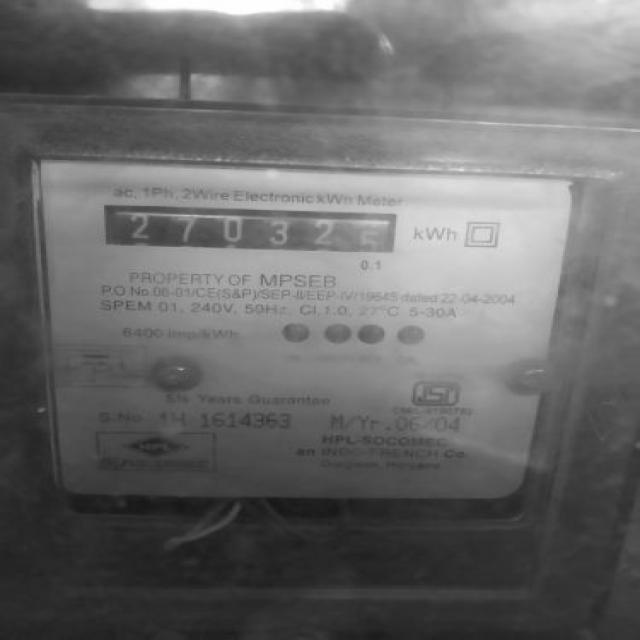 ac, 1Ph, 2Wire Electronic kWh Meter
27032 kWh
0.1
PROPERTY OF MPSEB
P.O No.06-01/CE(S&P)/SEP-II/EEP-IV/19645 dated 22-04-2004
SPEM 01, 240V, 50Hz, Cl.1.0, 27°C 5-30A
6400 imp/kWh
5½ Years Guarantee
S.No. 1614363 M/Yr. 06/04
HPL-SOCOMEC
an INDO-FRENCH Co.